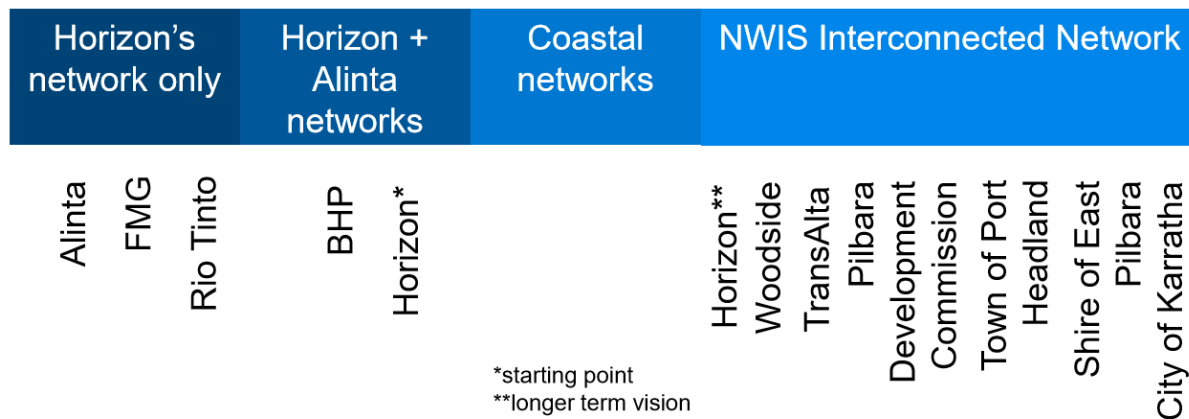 Horizon's
network only
Horizon +
Alinta
networks
Coastal
networks
NWIS Interconnected Network
Alinta
FMG
Rio Tinto
BHP
Horizon*
Horizon**
Woodside
TransAlta
Pilbara
Development
Commission
Town of Port
Headland
Shire of East
Pilbara
City of Karratha
*starting point
**longer term vision